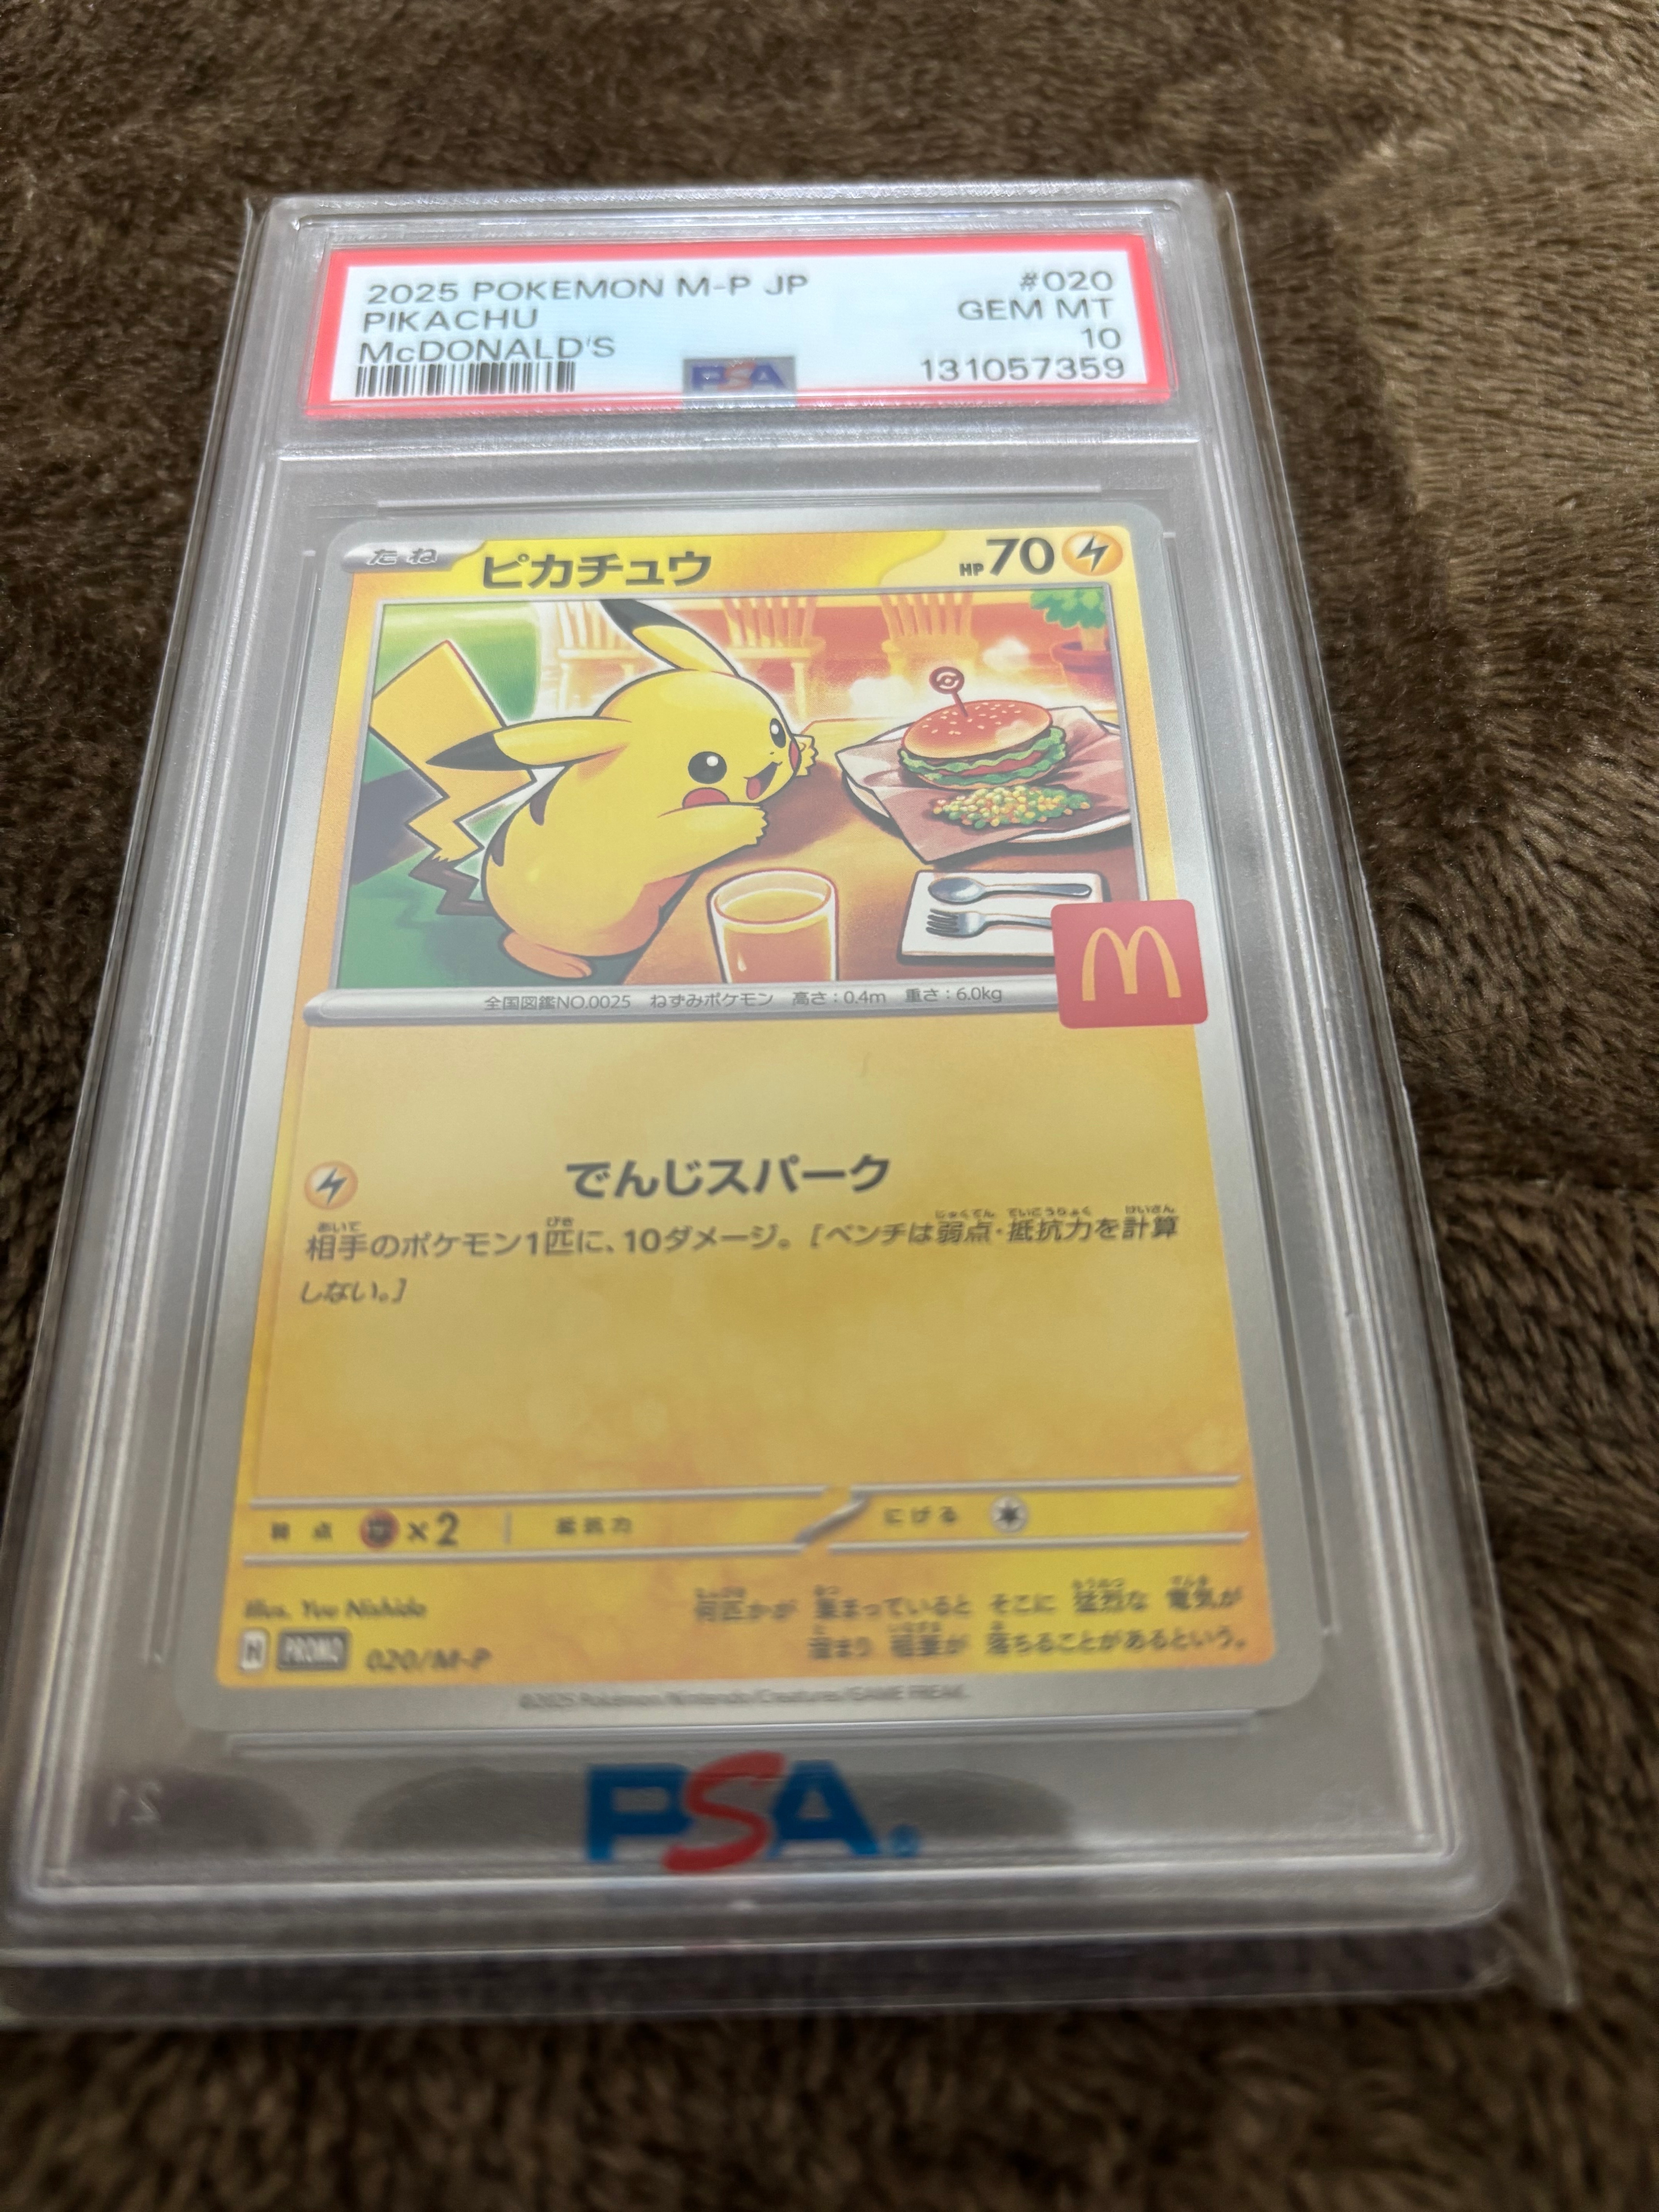 2025 POKEMON M-P JP #020
PIKACHU GEM MT
McDONALD'S 10
PSA 131057359
たね ピカチュウ HP70
M
全国図鑑NO.0025 ねずみポケモン 高さ:0.4m 重さ:6.0kg
でんじスパーク
相手のポケモン1匹に、10ダメージ。[ベンチは弱点・抵抗力を計算
しない。]
弱点 ×2 抵抗力 にげる
Illus. You Nishida
何匹かが 集まっていると そこに 猛烈な 電気が
溜まり 稲妻が 落ちることがあるという。
PROMO 020/M-P
©2025 Pokémon/Nintendo/Creatures/GAME FREAK.
PSA